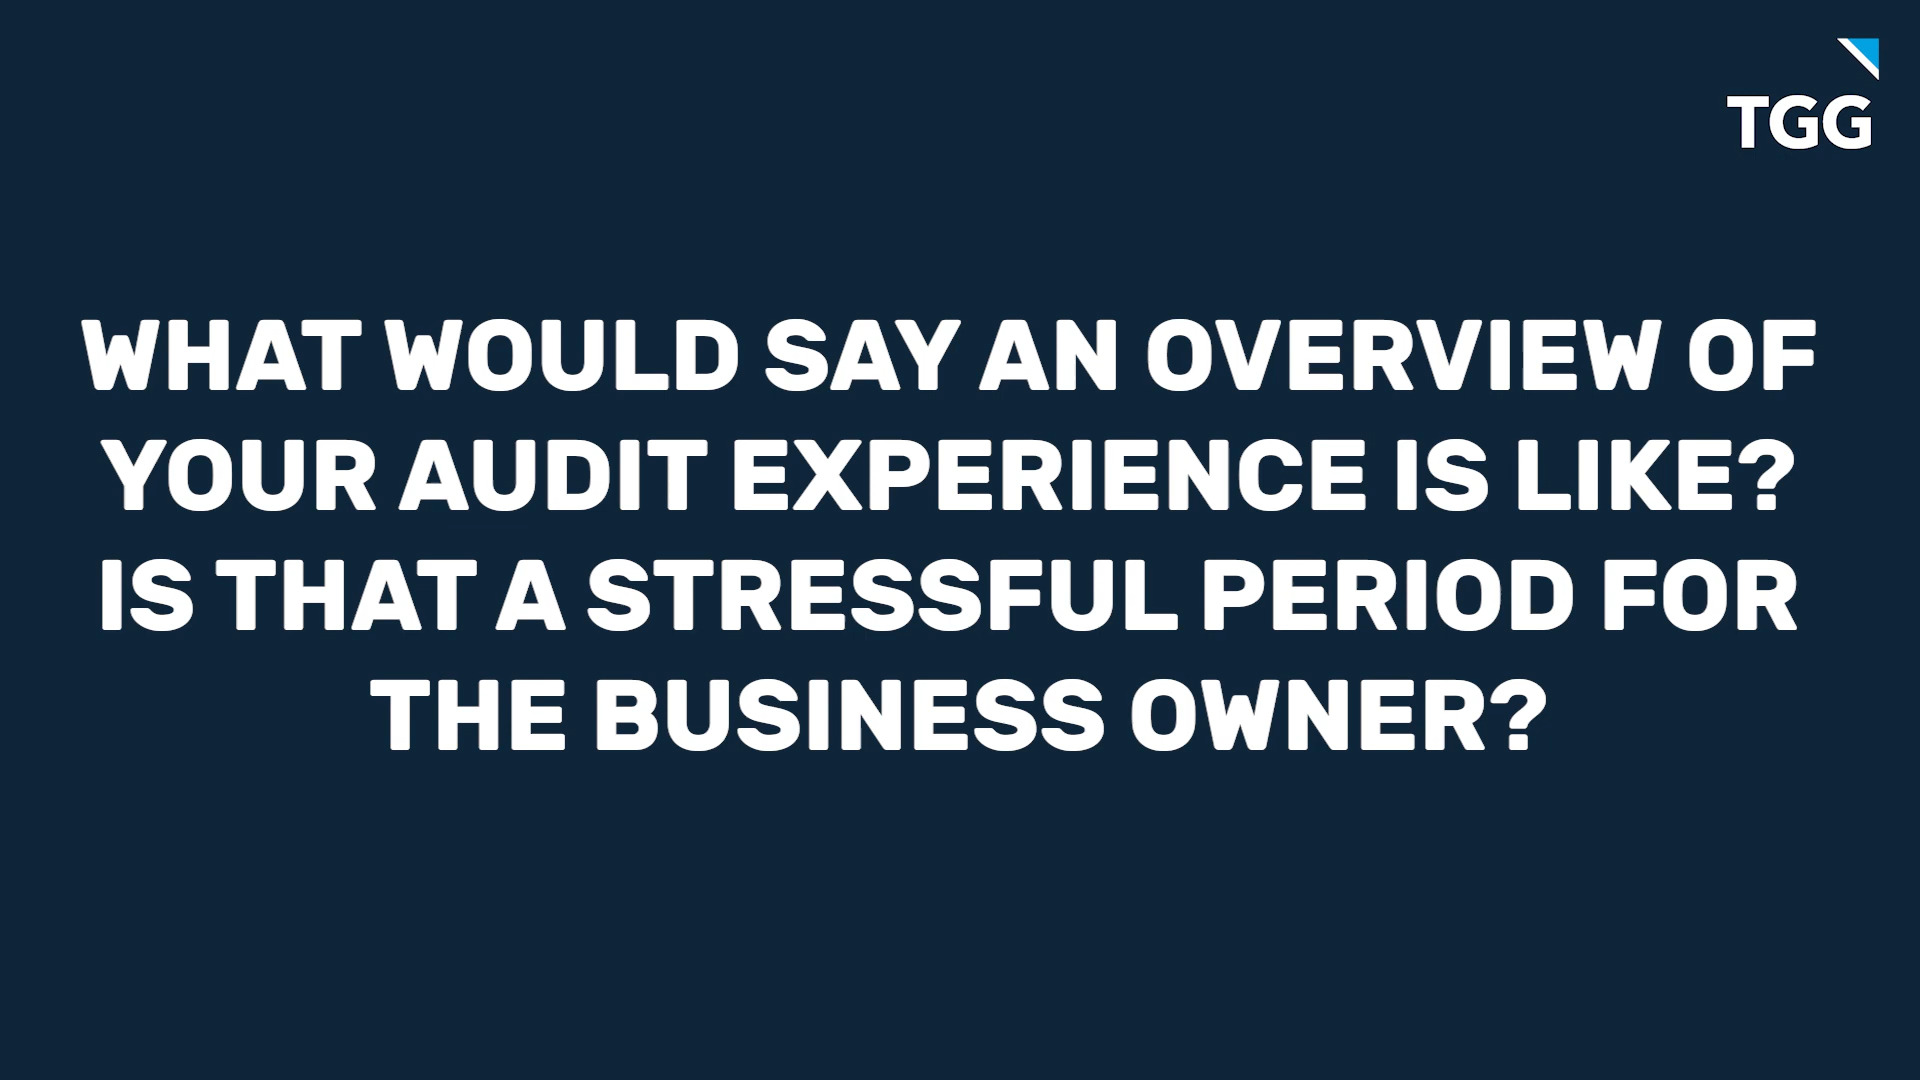 TGG
WHAT WOULD SAY AN OVERVIEW OF
YOUR AUDIT EXPERIENCE IS LIKE?
IS THAT A STRESSFUL PERIOD FOR
THE BUSINESS OWNER?